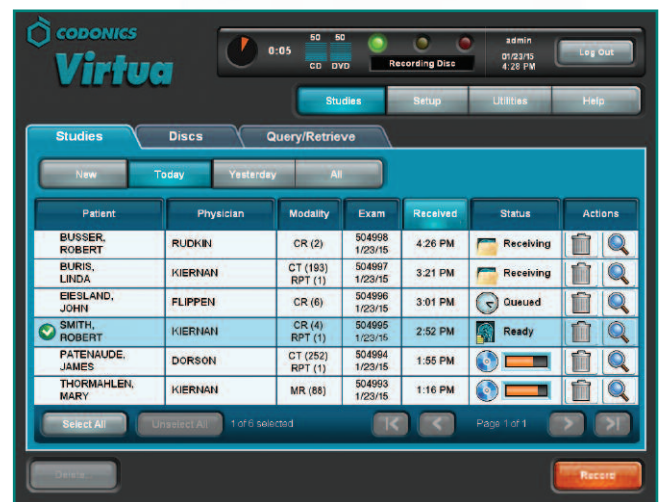 CODONICS
Virtua
0:05
50 50
CD DVD
Recording Disc
admin
01/23/15
4:28 PM
Log Out
Studies Setup Utilities Help
Studies Discs Query/Retrieve
New Today Yesterday All
Patient Physician Modality Exam Received Status Actions
BUSSER, ROBERT RUDKIN CR (2) 504998 1/23/15 4:26 PM Receiving
BURIS, LINDA KIERNAN CT (193) RPT (1) 504997 1/23/15 3:21 PM Receiving
EIESLAND, JOHN FLIPPEN CR (6) 504996 1/23/15 3:01 PM Queued
SMITH, ROBERT KIERNAN CR (4) RPT (1) 504995 1/23/15 2:52 PM Ready
PATENAUDE, JAMES DORSON CT (252) RPT (1) 504994 1/23/15 1:55 PM
THORMAHLEN, MARY KIERNAN MR (88) 504993 1/23/15 1:16 PM
Select All Unselect All 1 of 6 selected Page 1 of 1
Delete... Record